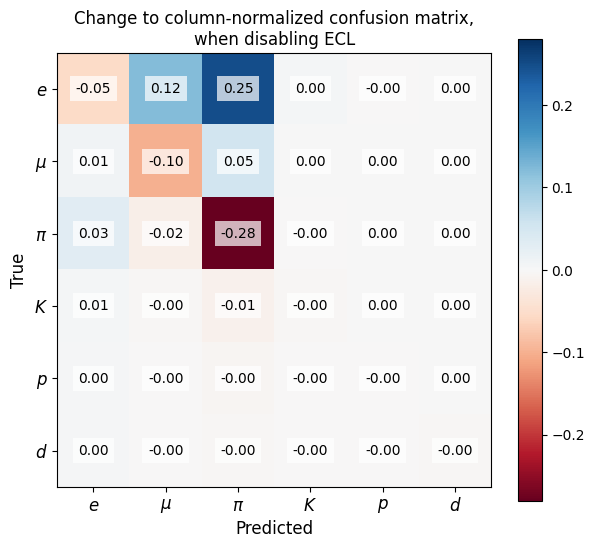 Change to column-normalized confusion matrix,
when disabling ECL
e -0.05 0.12 0.25 0.00 -0.00 0.00
μ 0.01 -0.10 0.05 0.00 0.00 0.00
π 0.03 -0.02 -0.28 -0.00 0.00 0.00
K 0.01 -0.00 -0.01 -0.00 0.00 0.00
p 0.00 -0.00 -0.00 -0.00 -0.00 0.00
d 0.00 -0.00 -0.00 -0.00 -0.00 -0.00
e μ π K p d
Predicted
True
0.2
0.1
0.0
−0.1
−0.2